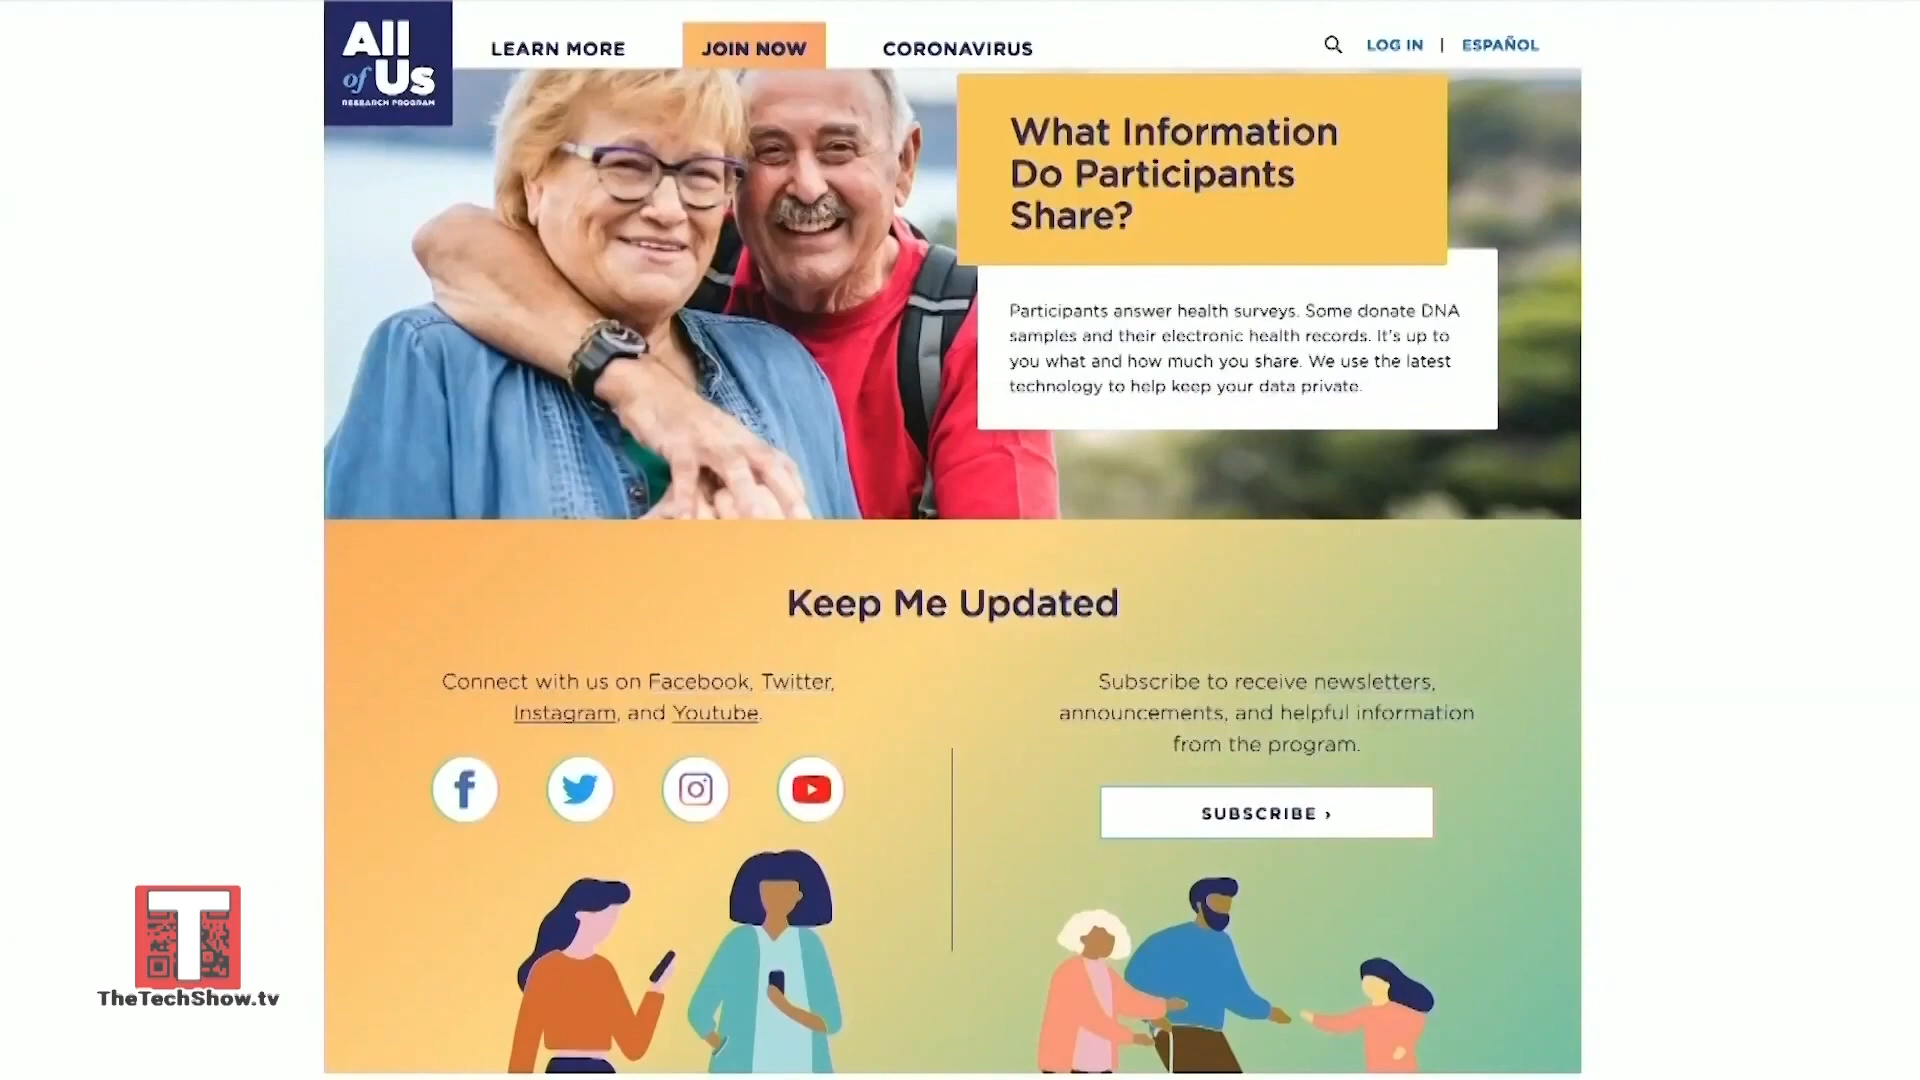 All
of Us
RESEARCH PROGRAM
LEARN MORE
JOIN NOW
CORONAVIRUS
LOG IN | ESPAÑOL
What Information
Do Participants
Share?
Participants answer health surveys. Some donate DNA
samples and their electronic health records. It's up to
you what and how much you share. We use the latest
technology to help keep your data private.
Keep Me Updated
Connect with us on Facebook, Twitter,
Instagram, and Youtube.
Subscribe to receive newsletters,
announcements, and helpful information
from the program.
SUBSCRIBE ›
T
TheTechShow.tv